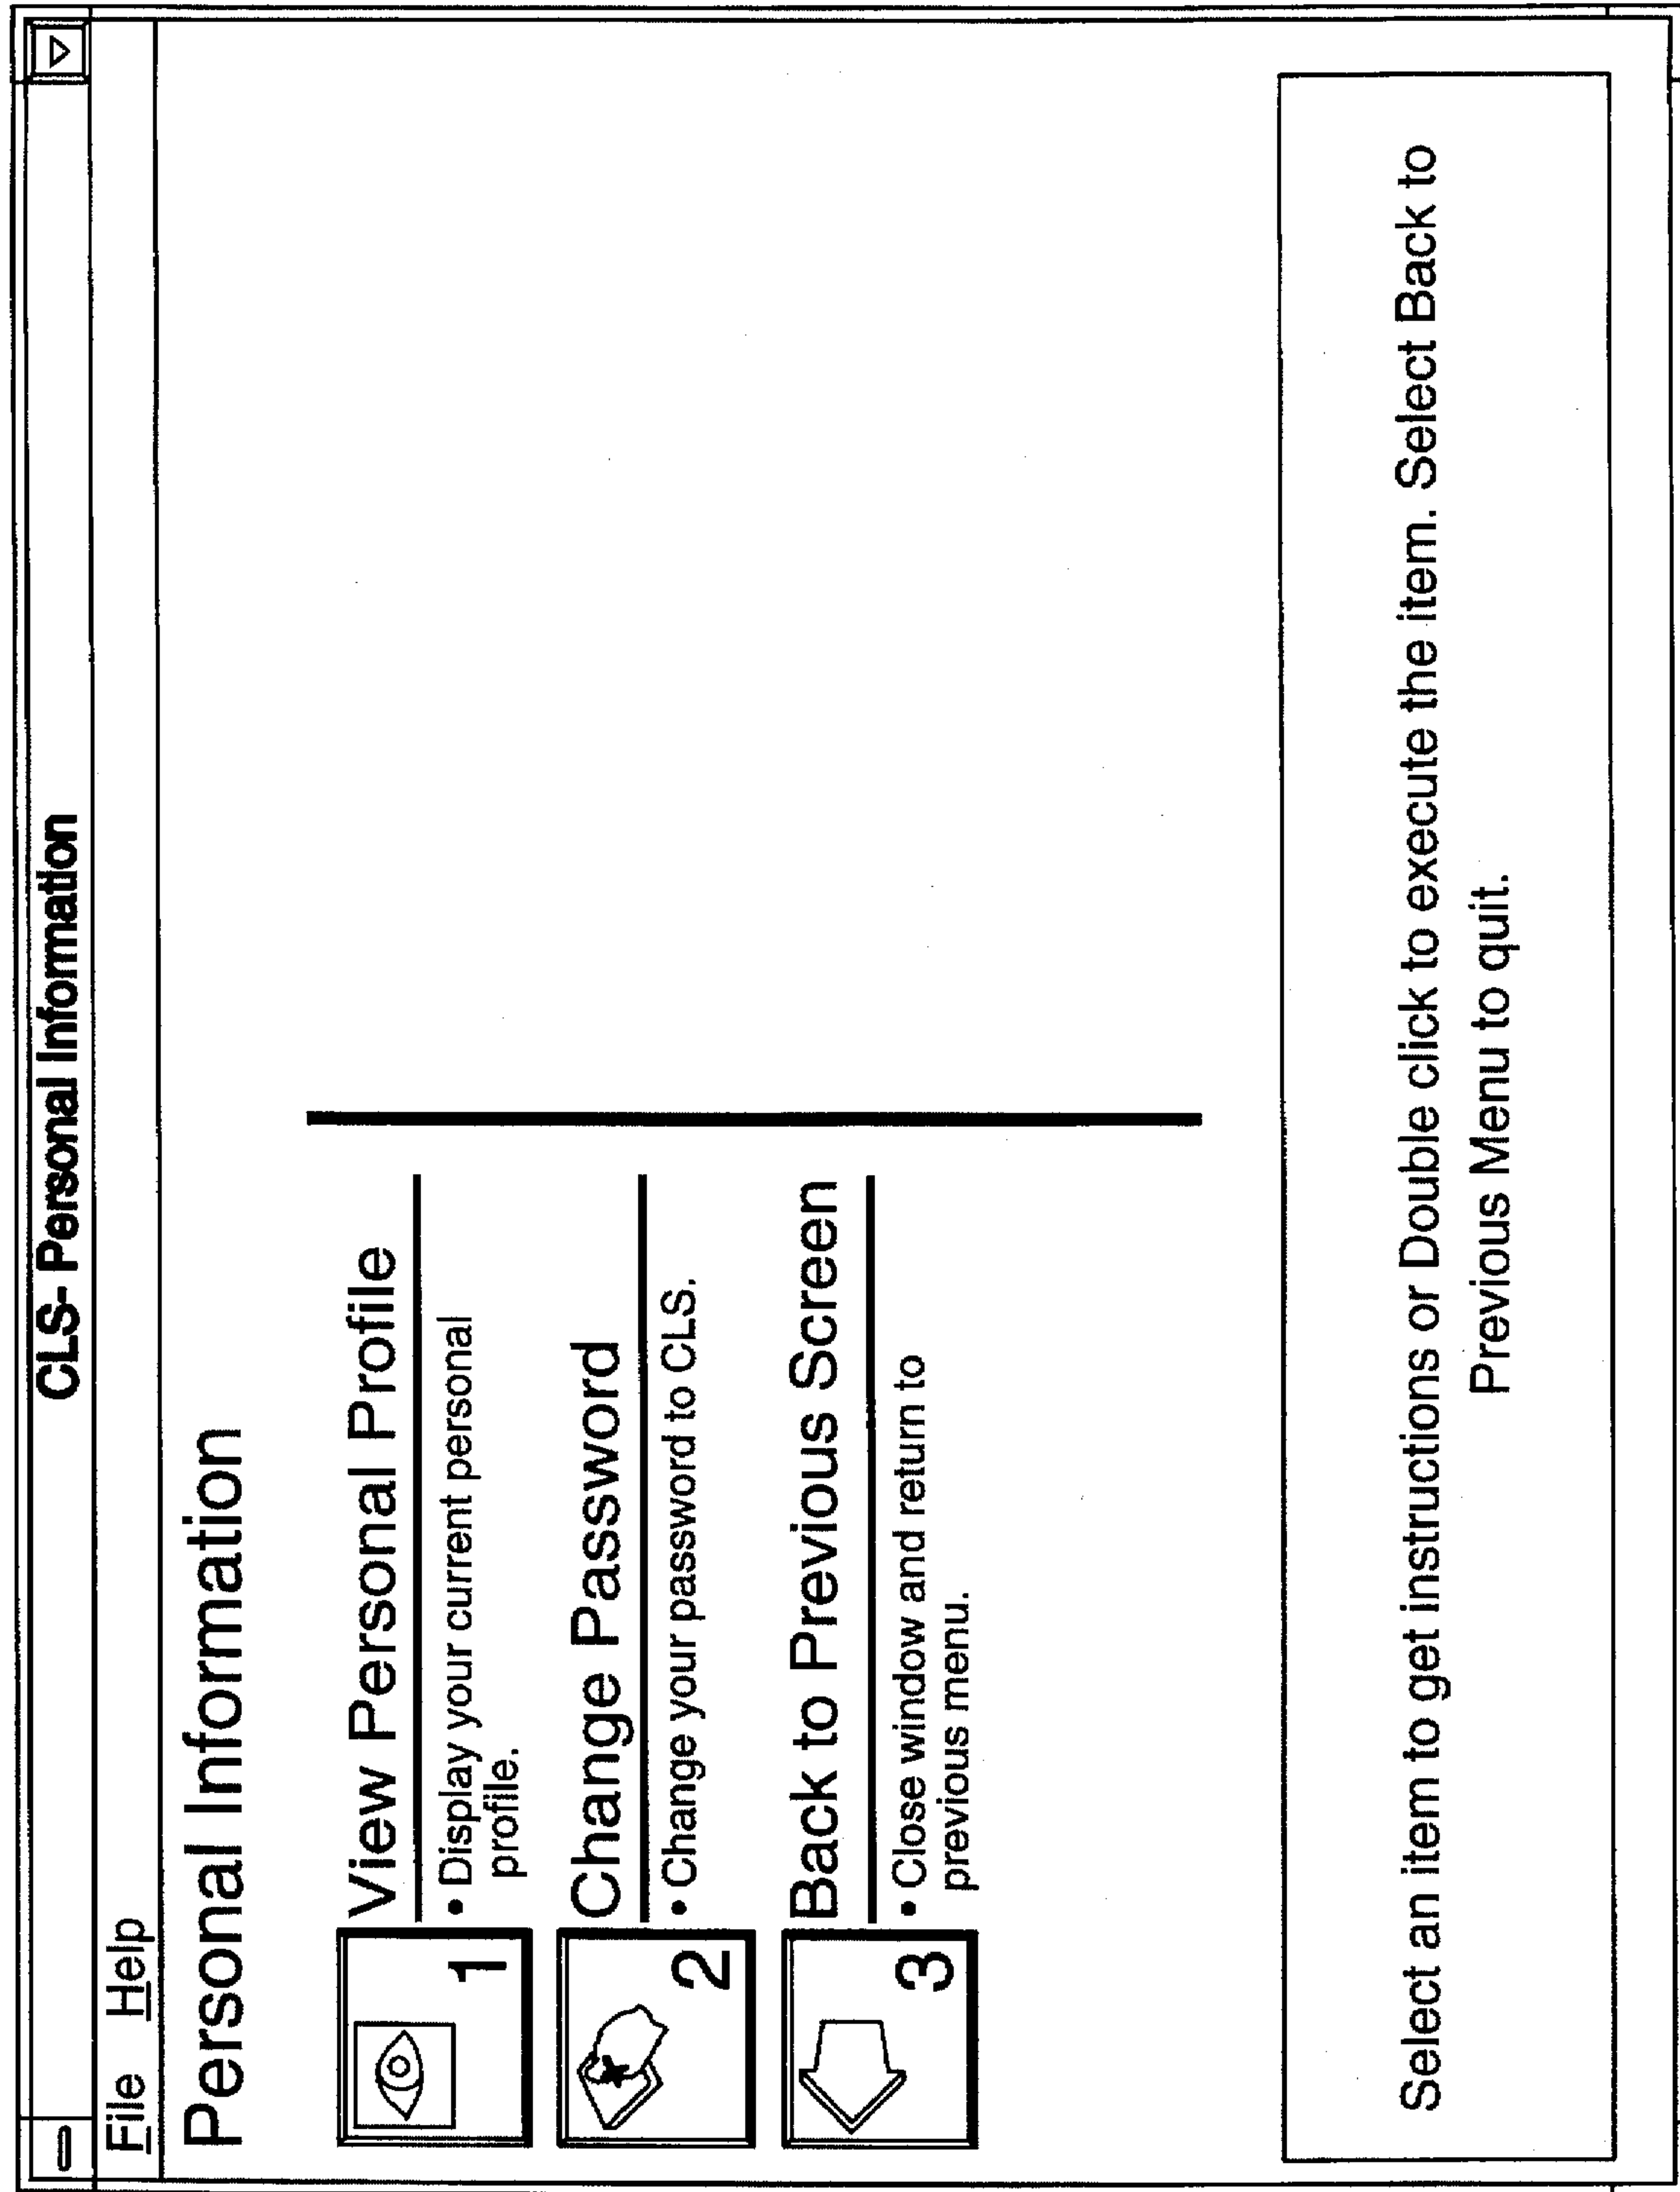 CLS- Personal Information
File Help
Personal Information
1
View Personal Profile
• Display your current personal
profile.
2
Change Password
• Change your password to CLS.
3
Back to Previous Screen
• Close window and return to
previous menu.
Select an item to get instructions or Double click to execute the item. Select Back to
Previous Menu to quit.